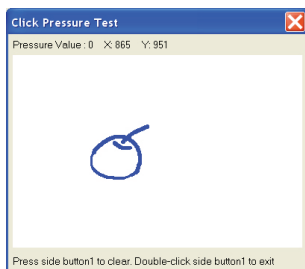 Click Pressure Test
Pressure Value : 0 X: 865 Y: 951
Press side button1 to clear. Double-click side button1 to exit